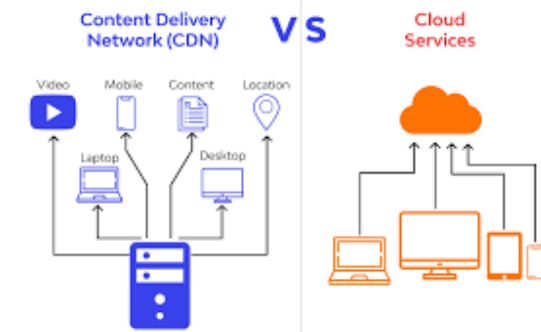 Content Delivery
Network (CDN)
VS
Cloud
Services
Video
Mobile
Content
Location
Laptop
Desktop